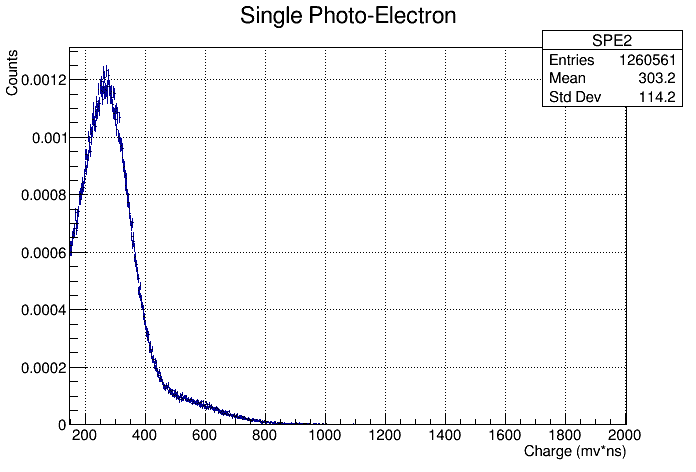 Single Photo-Electron
SPE2
Entries 1260561
Mean 303.2
Std Dev 114.2
Counts
0.0012
0.001
0.0008
0.0006
0.0004
0.0002
0
200 400 600 800 1000 1200 1400 1600 1800 2000
Charge (mv*ns)